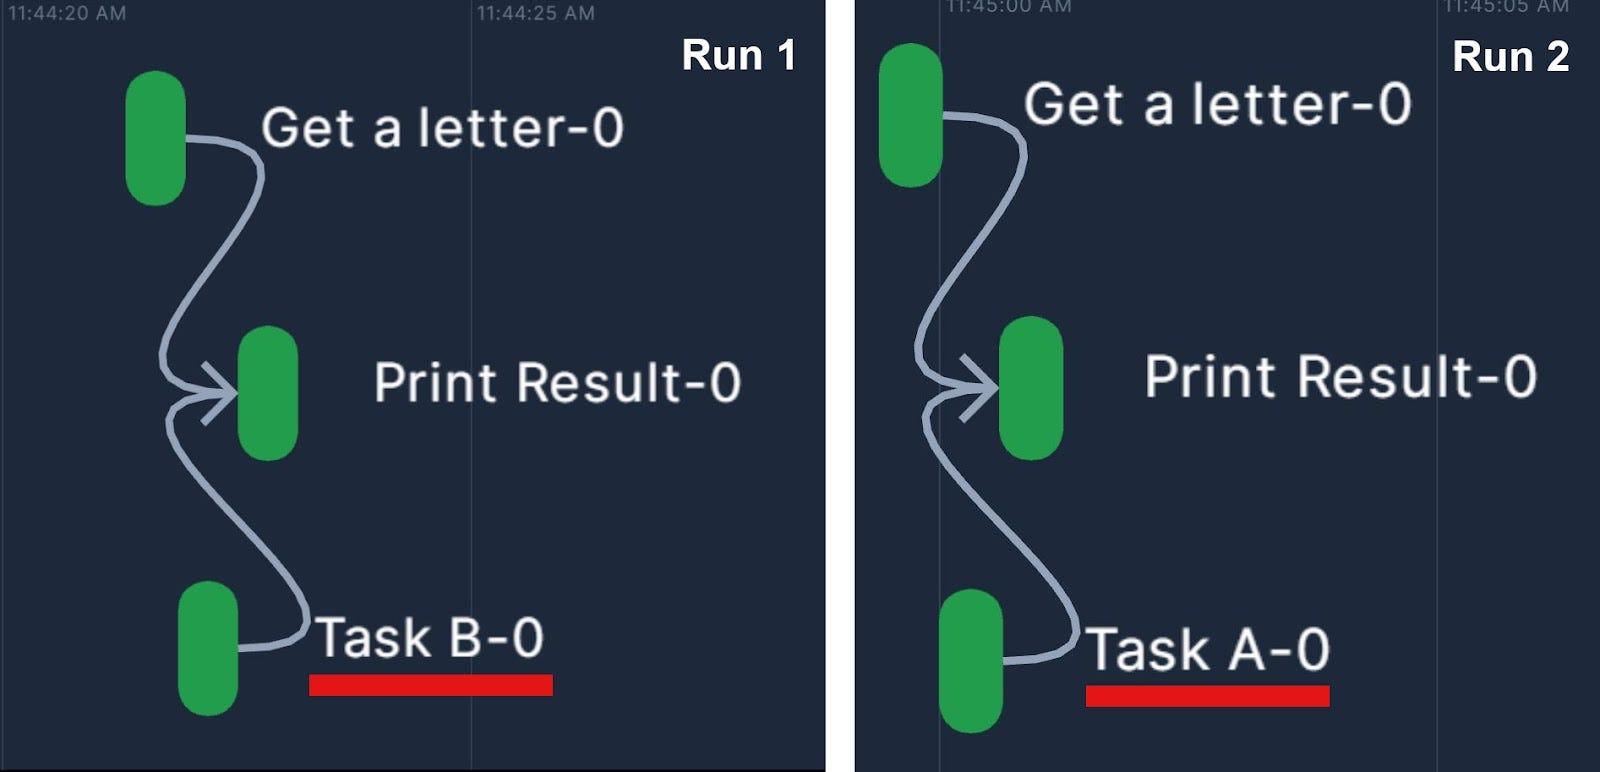 11:44:20 AM
11:44:25 AM
Run 1
Get a letter-0
Print Result-0
Task B-0
11:45:00 AM
11:45:05 AM
Run 2
Get a letter-0
Print Result-0
Task A-0